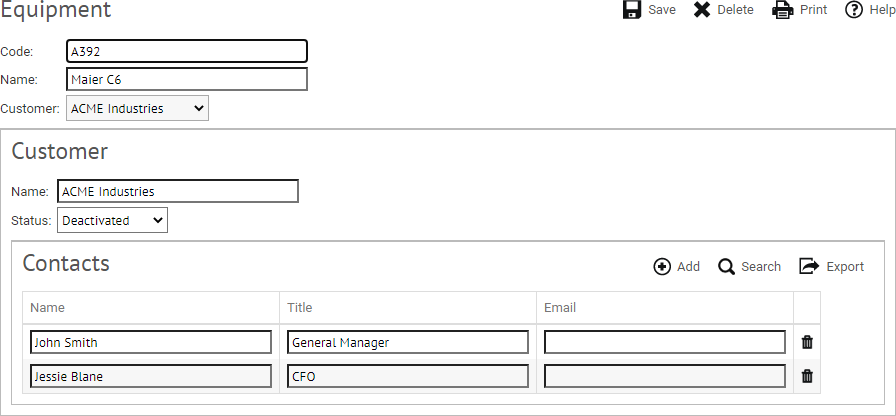 Equipment Save Delete Print Help
Code: A392
Name: Maier C6
Customer: ACME Industries
Customer
Name: ACME Industries
Status: Deactivated
Contacts Add Search Export
Name Title Email
John Smith General Manager
Jessie Blane CFO